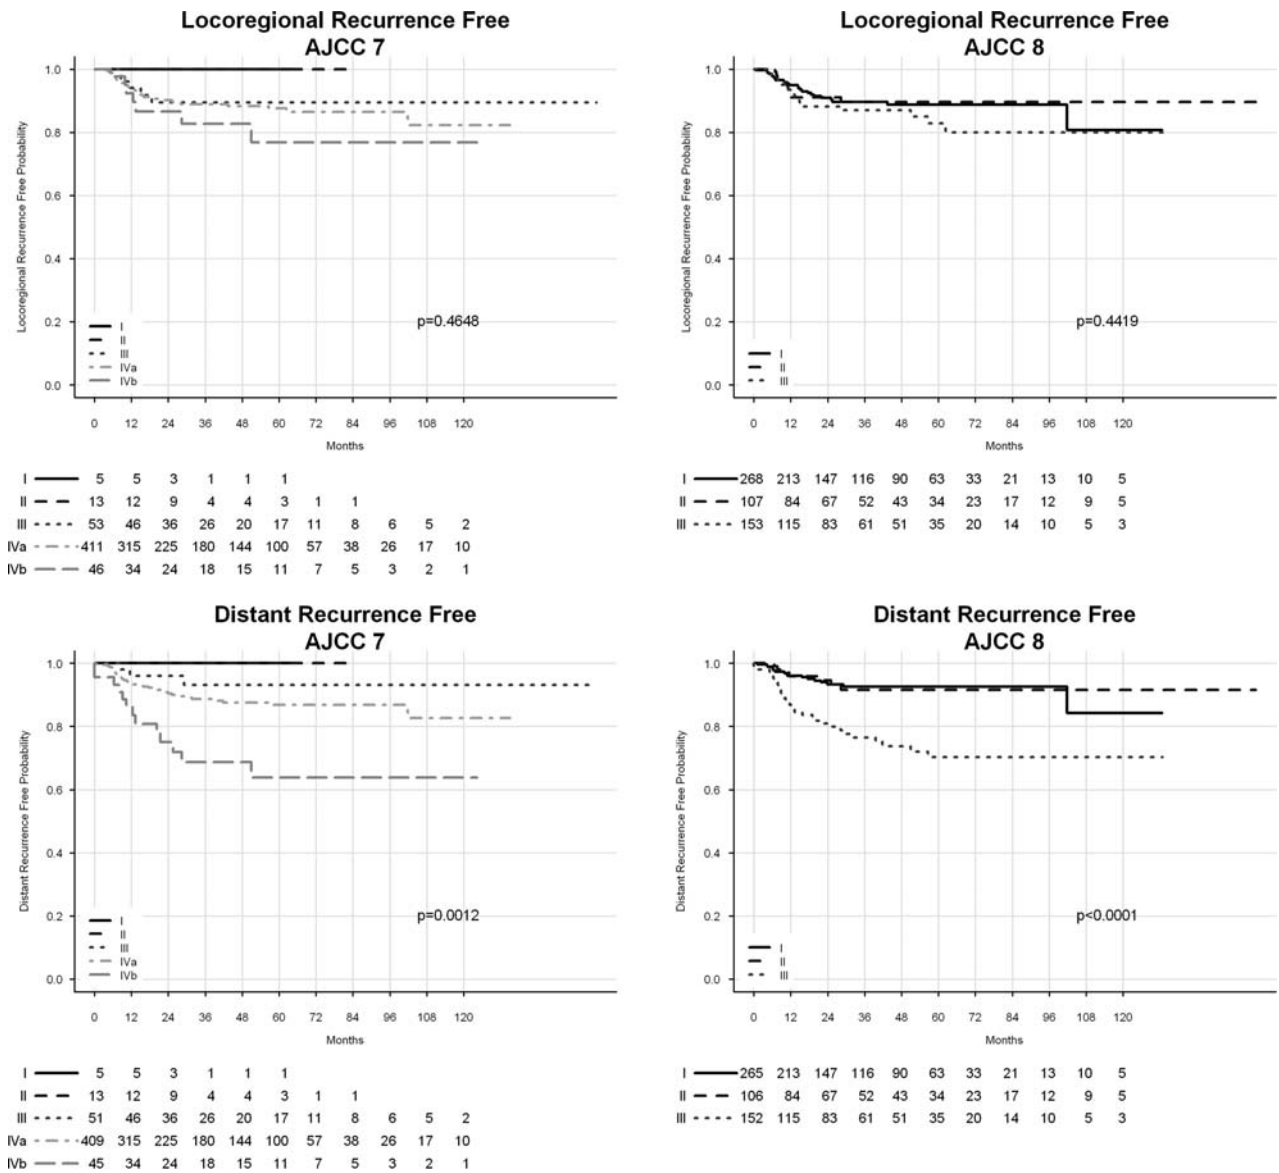 Locoregional Recurrence Free
AJCC 7
Locoregional Recurrence Free Probability
1.0
0.8
0.6
0.4
0.2
0.0
p=0.4648
I
II
III
IVa
IVb
0 12 24 36 48 60 72 84 96 108 120
Months
I 5 5 3 1 1 1
II 13 12 9 4 4 3 1 1
III 53 46 36 26 20 17 11 8 6 5 2
IVa 411 315 225 180 144 100 57 38 26 17 10
IVb 46 34 24 18 15 11 7 5 3 2 1
Locoregional Recurrence Free
AJCC 8
Locoregional Recurrence Free Probability
1.0
0.8
0.6
0.4
0.2
0.0
p=0.4419
I
II
III
0 12 24 36 48 60 72 84 96 108 120
Months
I 268 213 147 116 90 63 33 21 13 10 5
II 107 84 67 52 43 34 23 17 12 9 5
III 153 115 83 61 51 35 20 14 10 5 3
Distant Recurrence Free
AJCC 7
Distant Recurrence Free Probability
1.0
0.8
0.6
0.4
0.2
0.0
p=0.0012
I
II
III
IVa
IVb
0 12 24 36 48 60 72 84 96 108 120
Months
I 5 5 3 1 1 1
II 13 12 9 4 4 3 1 1
III 51 46 36 26 20 17 11 8 6 5 2
IVa 409 315 225 180 144 100 57 38 26 17 10
IVb 45 34 24 18 15 11 7 5 3 2 1
Distant Recurrence Free
AJCC 8
Distant Recurrence Free Probability
1.0
0.8
0.6
0.4
0.2
0.0
p<0.0001
I
II
III
0 12 24 36 48 60 72 84 96 108 120
Months
I 265 213 147 116 90 63 33 21 13 10 5
II 106 84 67 52 43 34 23 17 12 9 5
III 152 115 83 61 51 35 20 14 10 5 3